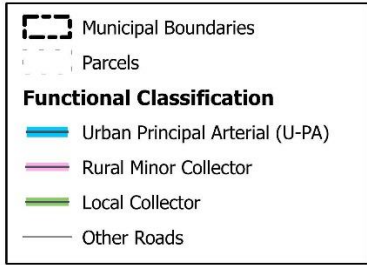 Municipal Boundaries
Parcels
Functional Classification
Urban Principal Arterial (U-PA)
Rural Minor Collector
Local Collector
Other Roads